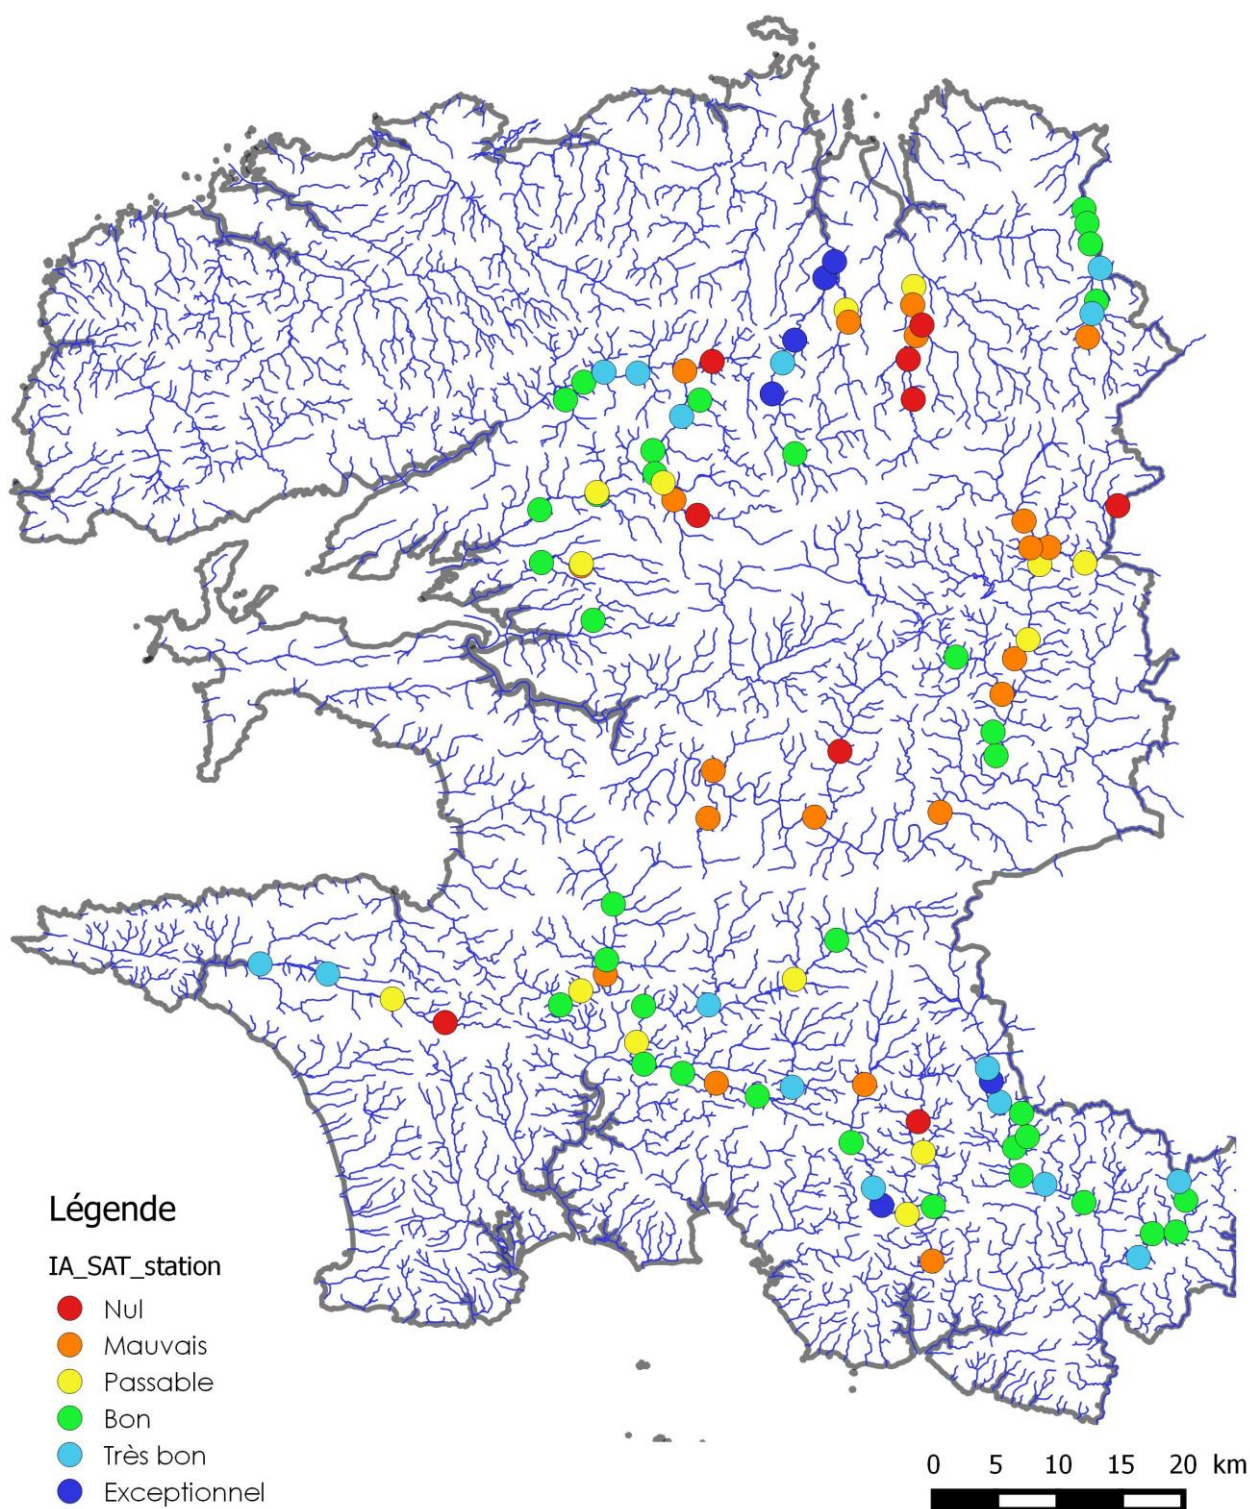 Légende
IA_SAT_station
Nul
Mauvais
Passable
Bon
Très bon
Exceptionnel
0 5 10 15 20 km